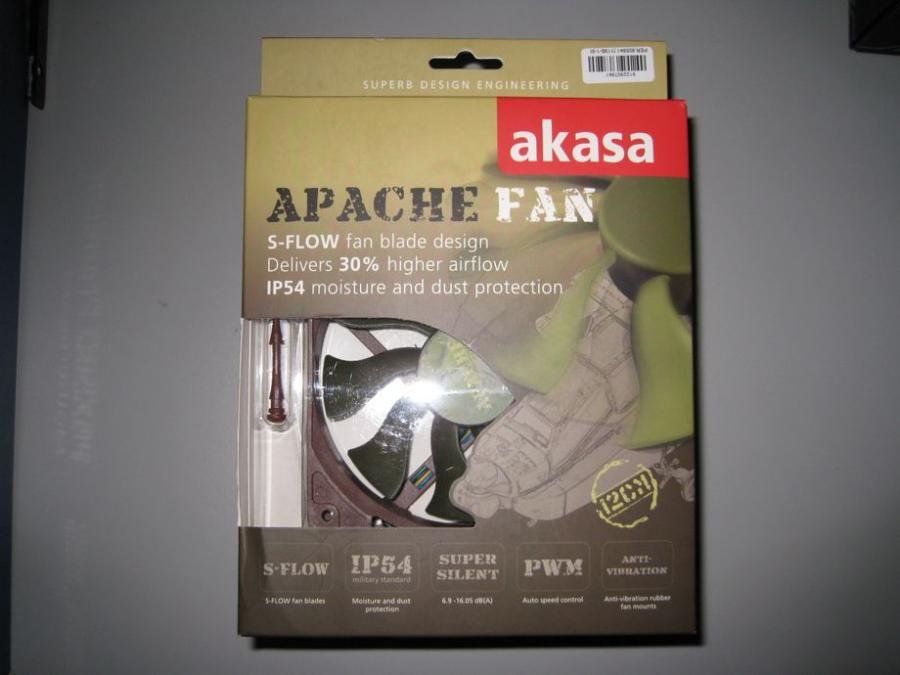 SUPERB DESIGN ENGINEERING
akasa
APACHE FAN
S-FLOW fan blade design
Delivers 30% higher airflow
IP54 moisture and dust protection
12CM
S-FLOW
S-FLOW fan blades
IP54
military standard
Moisture and dust
protection
SUPER
SILENT
6.9 -16.05 dB(A)
PWM
Auto speed control
ANTI-
VIBRATION
Anti-vibration rubber
fan mounts